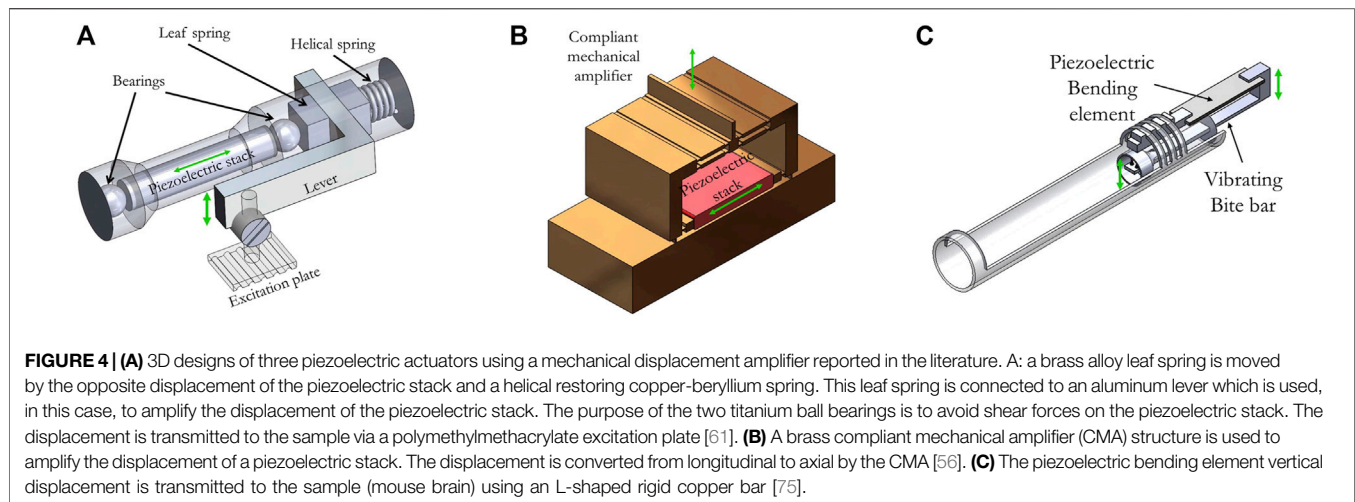 A
Leaf spring
Helical spring
Bearings
Piezoelectric stack
Lever
Excitation plate
B
Compliant
mechanical
amplifier
Piezoelectric
stack
C
Piezoelectric
Bending
element
Vibrating
Bite bar
FIGURE 4 | (A) 3D designs of three piezoelectric actuators using a mechanical displacement amplifier reported in the literature. A: a brass alloy leaf spring is moved
by the opposite displacement of the piezoelectric stack and a helical restoring copper-beryllium spring. This leaf spring is connected to an aluminum lever which is used,
in this case, to amplify the displacement of the piezoelectric stack. The purpose of the two titanium ball bearings is to avoid shear forces on the piezoelectric stack. The
displacement is transmitted to the sample via a polymethylmethacrylate excitation plate [61]. (B) A brass compliant mechanical amplifier (CMA) structure is used to
amplify the displacement of a piezoelectric stack. The displacement is converted from longitudinal to axial by the CMA [56]. (C) The piezoelectric bending element vertical
displacement is transmitted to the sample (mouse brain) using an L-shaped rigid copper bar [75].